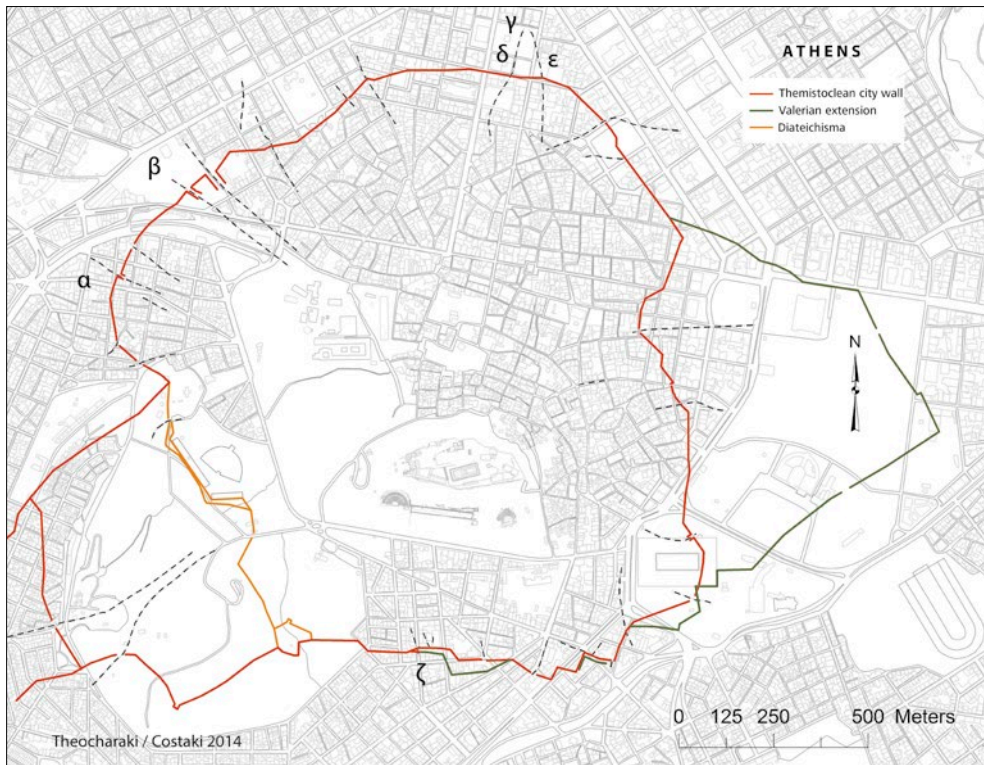 γ
δ
ε
ATHENS
Themistoclean city wall
Valerian extension
Diateichisma
β
α
N
ζ
0 125 250 500 Meters
Theocharaki / Costaki 2014